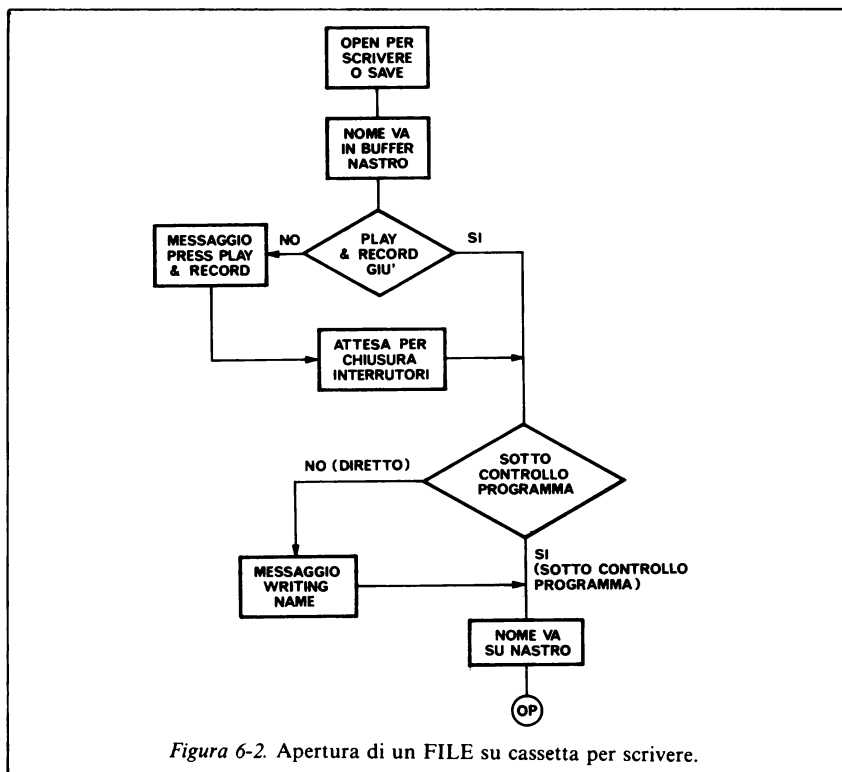 OPEN PER
SCRIVERE
O SAVE
NOME VA
IN BUFFER
NASTRO
MESSAGGIO
PRESS PLAY
& RECORD
NO
PLAY
& RECORD
GIU'
SI
ATTESA PER
CHIUSURA
INTERRUTORI
NO (DIRETTO)
SOTTO
CONTROLLO
PROGRAMMA
SI
(SOTTO CONTROLLO
PROGRAMMA)
MESSAGGIO
WRITING
NAME
NOME VA
SU NASTRO
OP
Figura 6-2. Apertura di un FILE su cassetta per scrivere.